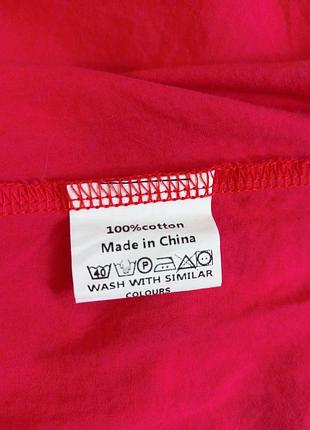 100%cotton
Made in China
40 P
WASH WITH SIMILAR
COLOURS